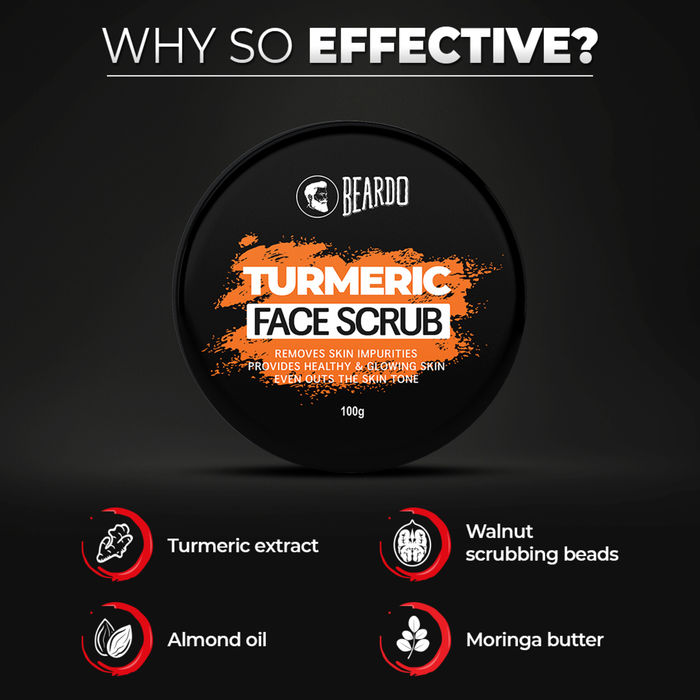 WHY SO EFFECTIVE?
BEARDO
TURMERIC
FACE SCRUB
REMOVES SKIN IMPURITIES
PROVIDES HEALTHY & GLOWING SKIN
EVEN OUTS THE SKIN TONE
100g
Turmeric extract
Walnut
scrubbing beads
Almond oil
Moringa butter